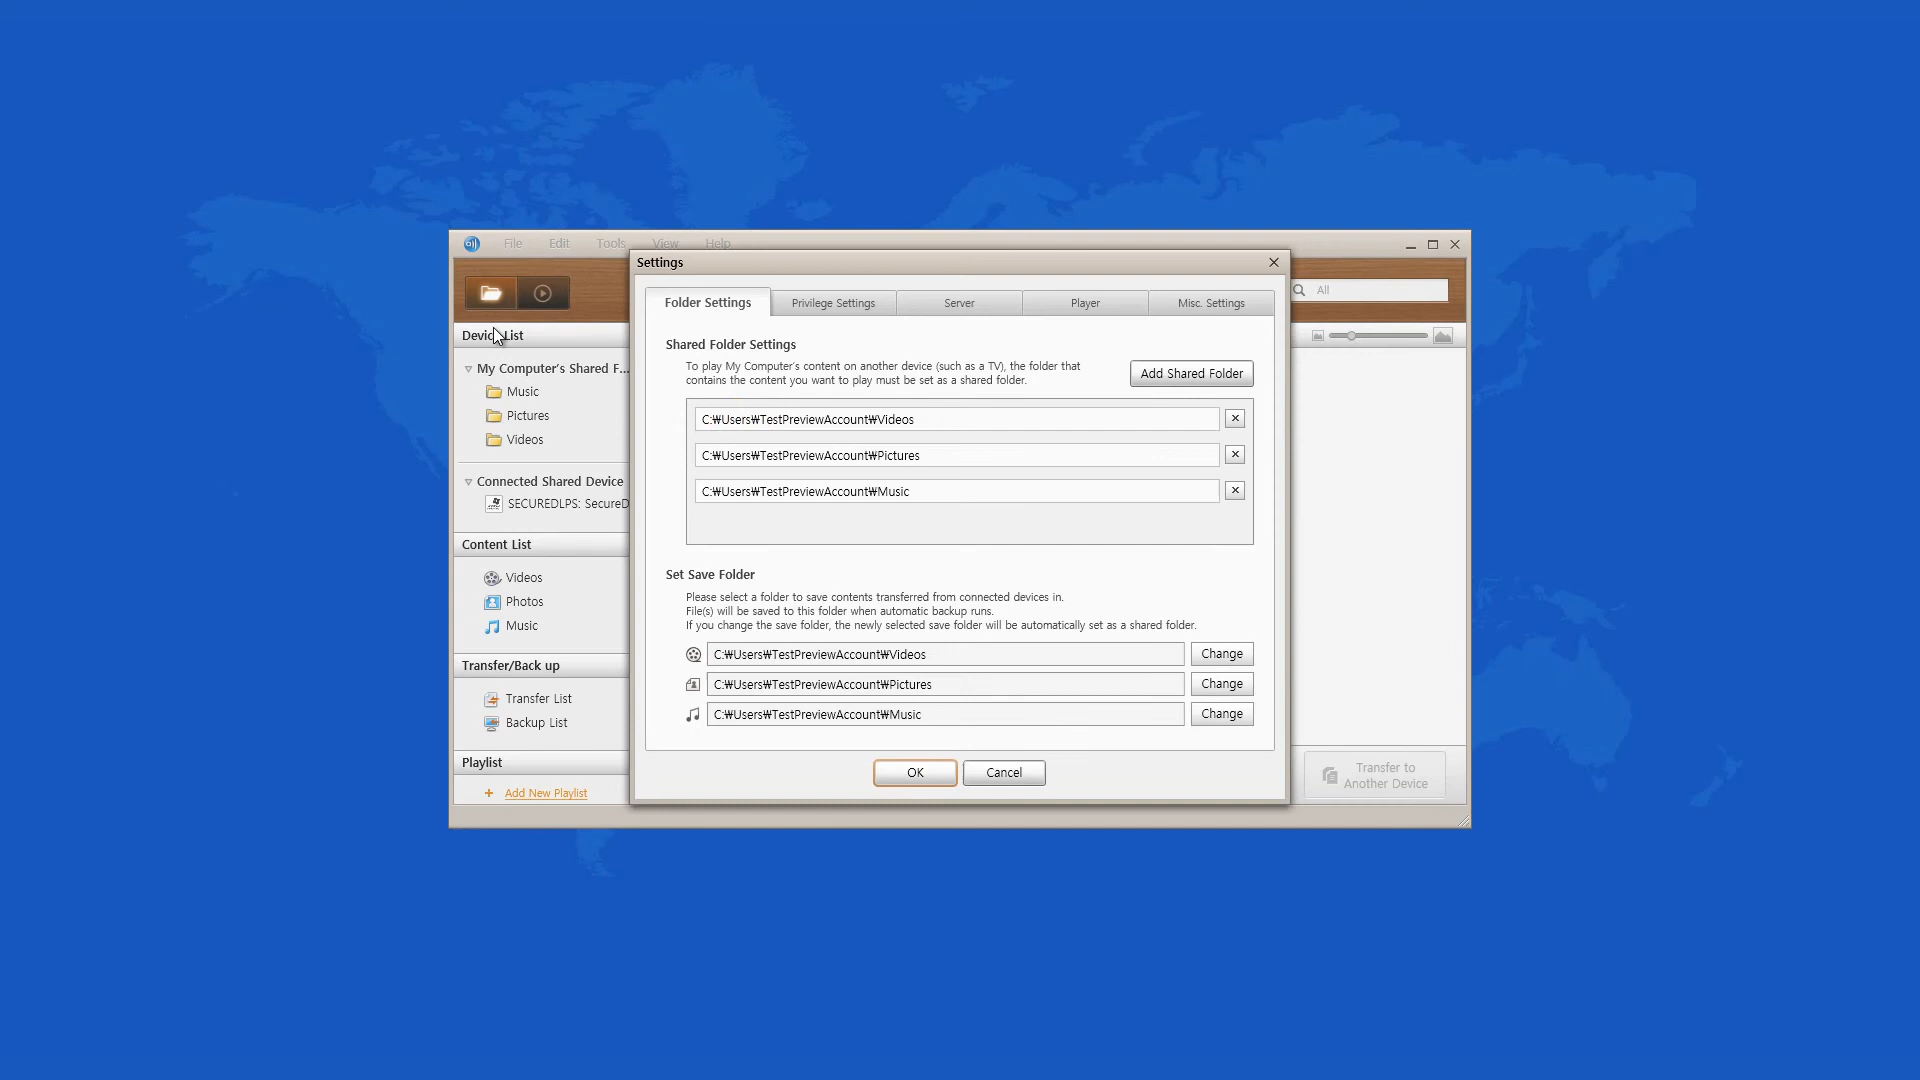 File Edit Tools View Help
Settings
All
Folder Settings Privilege Settings Server Player Misc. Settings
Device List
My Computer's Shared F...
Music
Pictures
Videos
Connected Shared Device
SECUREDLPS: SecureD
Content List
Videos
Photos
Music
Transfer/Back up
Transfer List
Backup List
Playlist
+ Add New Playlist
Shared Folder Settings
To play My Computer's content on another device (such as a TV), the folder that
contains the content you want to play must be set as a shared folder.
Add Shared Folder
C:₩Users₩TestPreviewAccount₩Videos
C:₩Users₩TestPreviewAccount₩Pictures
C:₩Users₩TestPreviewAccount₩Music
Set Save Folder
Please select a folder to save contents transferred from connected devices in.
File(s) will be saved to this folder when automatic backup runs.
If you change the save folder, the newly selected save folder will be automatically set as a shared folder.
C:₩Users₩TestPreviewAccount₩Videos Change
C:₩Users₩TestPreviewAccount₩Pictures Change
C:₩Users₩TestPreviewAccount₩Music Change
OK Cancel
Transfer to
Another Device